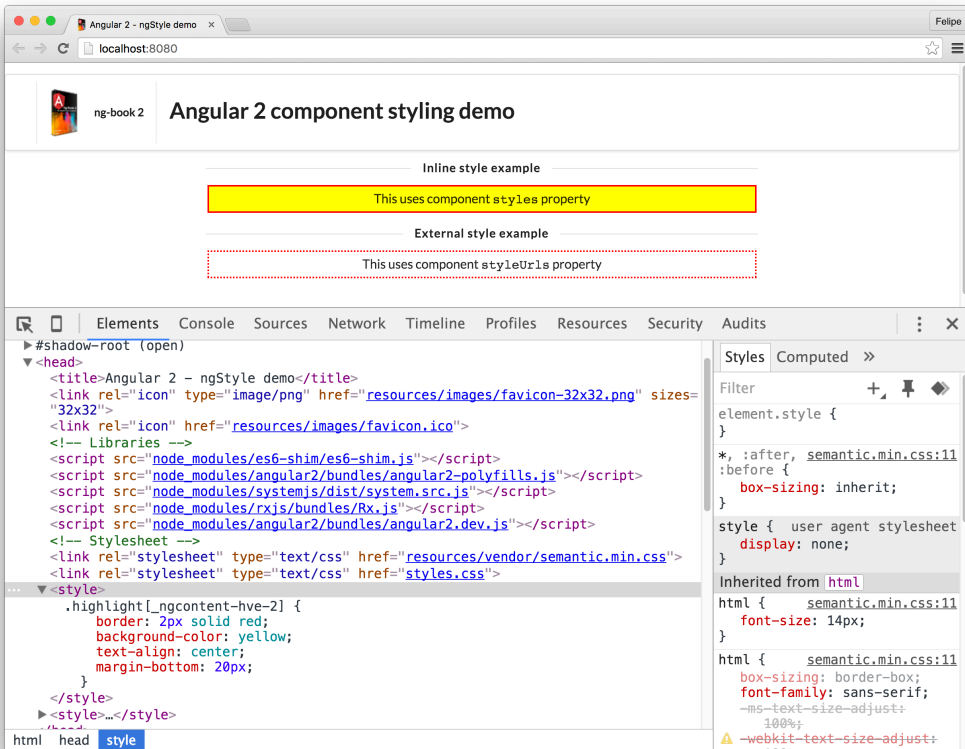 Angular 2 - ngStyle demo
Felipe
localhost:8080
ng-book 2
Angular 2 component styling demo
Inline style example
This uses component styles property
External style example
This uses component styleUrls property
Elements Console Sources Network Timeline Profiles Resources Security Audits
▶#shadow-root (open)
▼<head>
<title>Angular 2 - ngStyle demo</title>
<link rel="icon" type="image/png" href="resources/images/favicon-32x32.png" sizes=
"32x32">
<link rel="icon" href="resources/images/favicon.ico">
<!-- Libraries -->
<script src="node_modules/es6-shim/es6-shim.js"></script>
<script src="node_modules/angular2/bundles/angular2-polyfills.js"></script>
<script src="node_modules/systemjs/dist/system.src.js"></script>
<script src="node_modules/rxjs/bundles/Rx.js"></script>
<script src="node_modules/angular2/bundles/angular2.dev.js"></script>
<!-- Stylesheet -->
<link rel="stylesheet" type="text/css" href="resources/vendor/semantic.min.css">
<link rel="stylesheet" type="text/css" href="styles.css">
▼<style>
.highlight[_ngcontent-hve-2] {
border: 2px solid red;
background-color: yellow;
text-align: center;
margin-bottom: 20px;
}
</style>
▶<style>…</style>
</head>
html head style
Styles Computed »
Filter
element.style {
}
*, :after, semantic.min.css:11
:before {
box-sizing: inherit;
}
style { user agent stylesheet
display: none;
}
Inherited from html
html { semantic.min.css:11
font-size: 14px;
}
html { semantic.min.css:11
box-sizing: border-box;
font-family: sans-serif;
-ms-text-size-adjust:
100%;
-webkit-text-size-adjust: